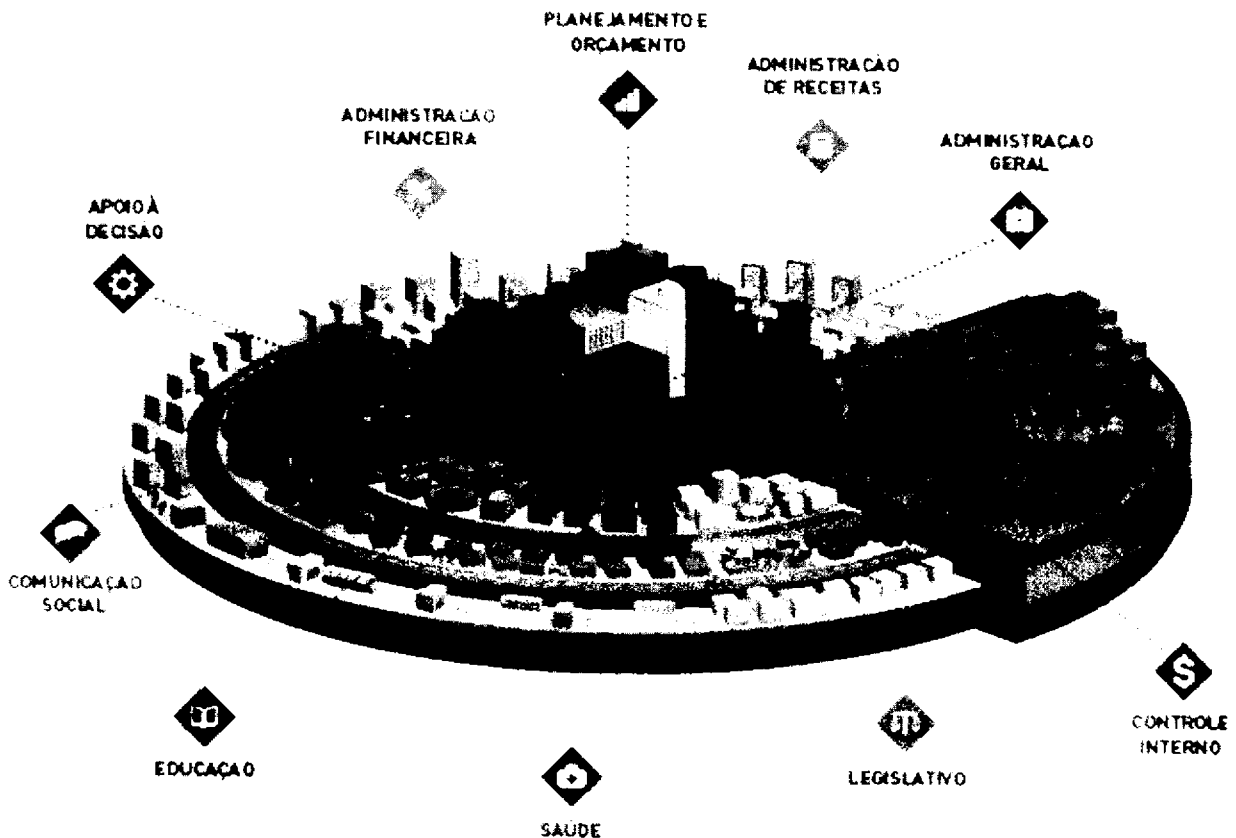 PLANEJAMENTO E
ORÇAMENTO
ADMINISTRAÇÃO
DE RECEITAS
ADMINISTRAÇÃO
FINANCEIRA
ADMINISTRAÇÃO
GERAL
APOIO À
DECISÃO
COMUNICAÇÃO
SOCIAL
CONTROLE
INTERNO
EDUCAÇÃO
LEGISLATIVO
SAÚDE